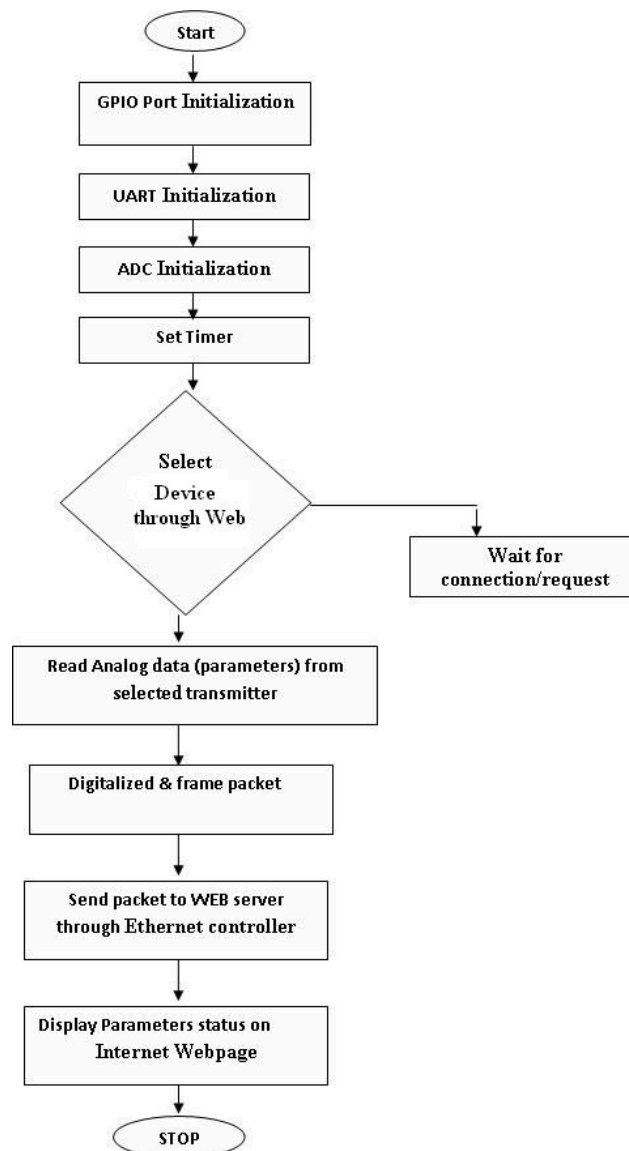 Start
GPIO Port Initialization
UART Initialization
ADC Initialization
Set Timer
Select
Device
through Web
Wait for
connection/request
Read Analog data (parameters) from
selected transmitter
Digitalized & frame packet
Send packet to WEB server
through Ethernet controller
Display Parameters status on
Internet Webpage
STOP